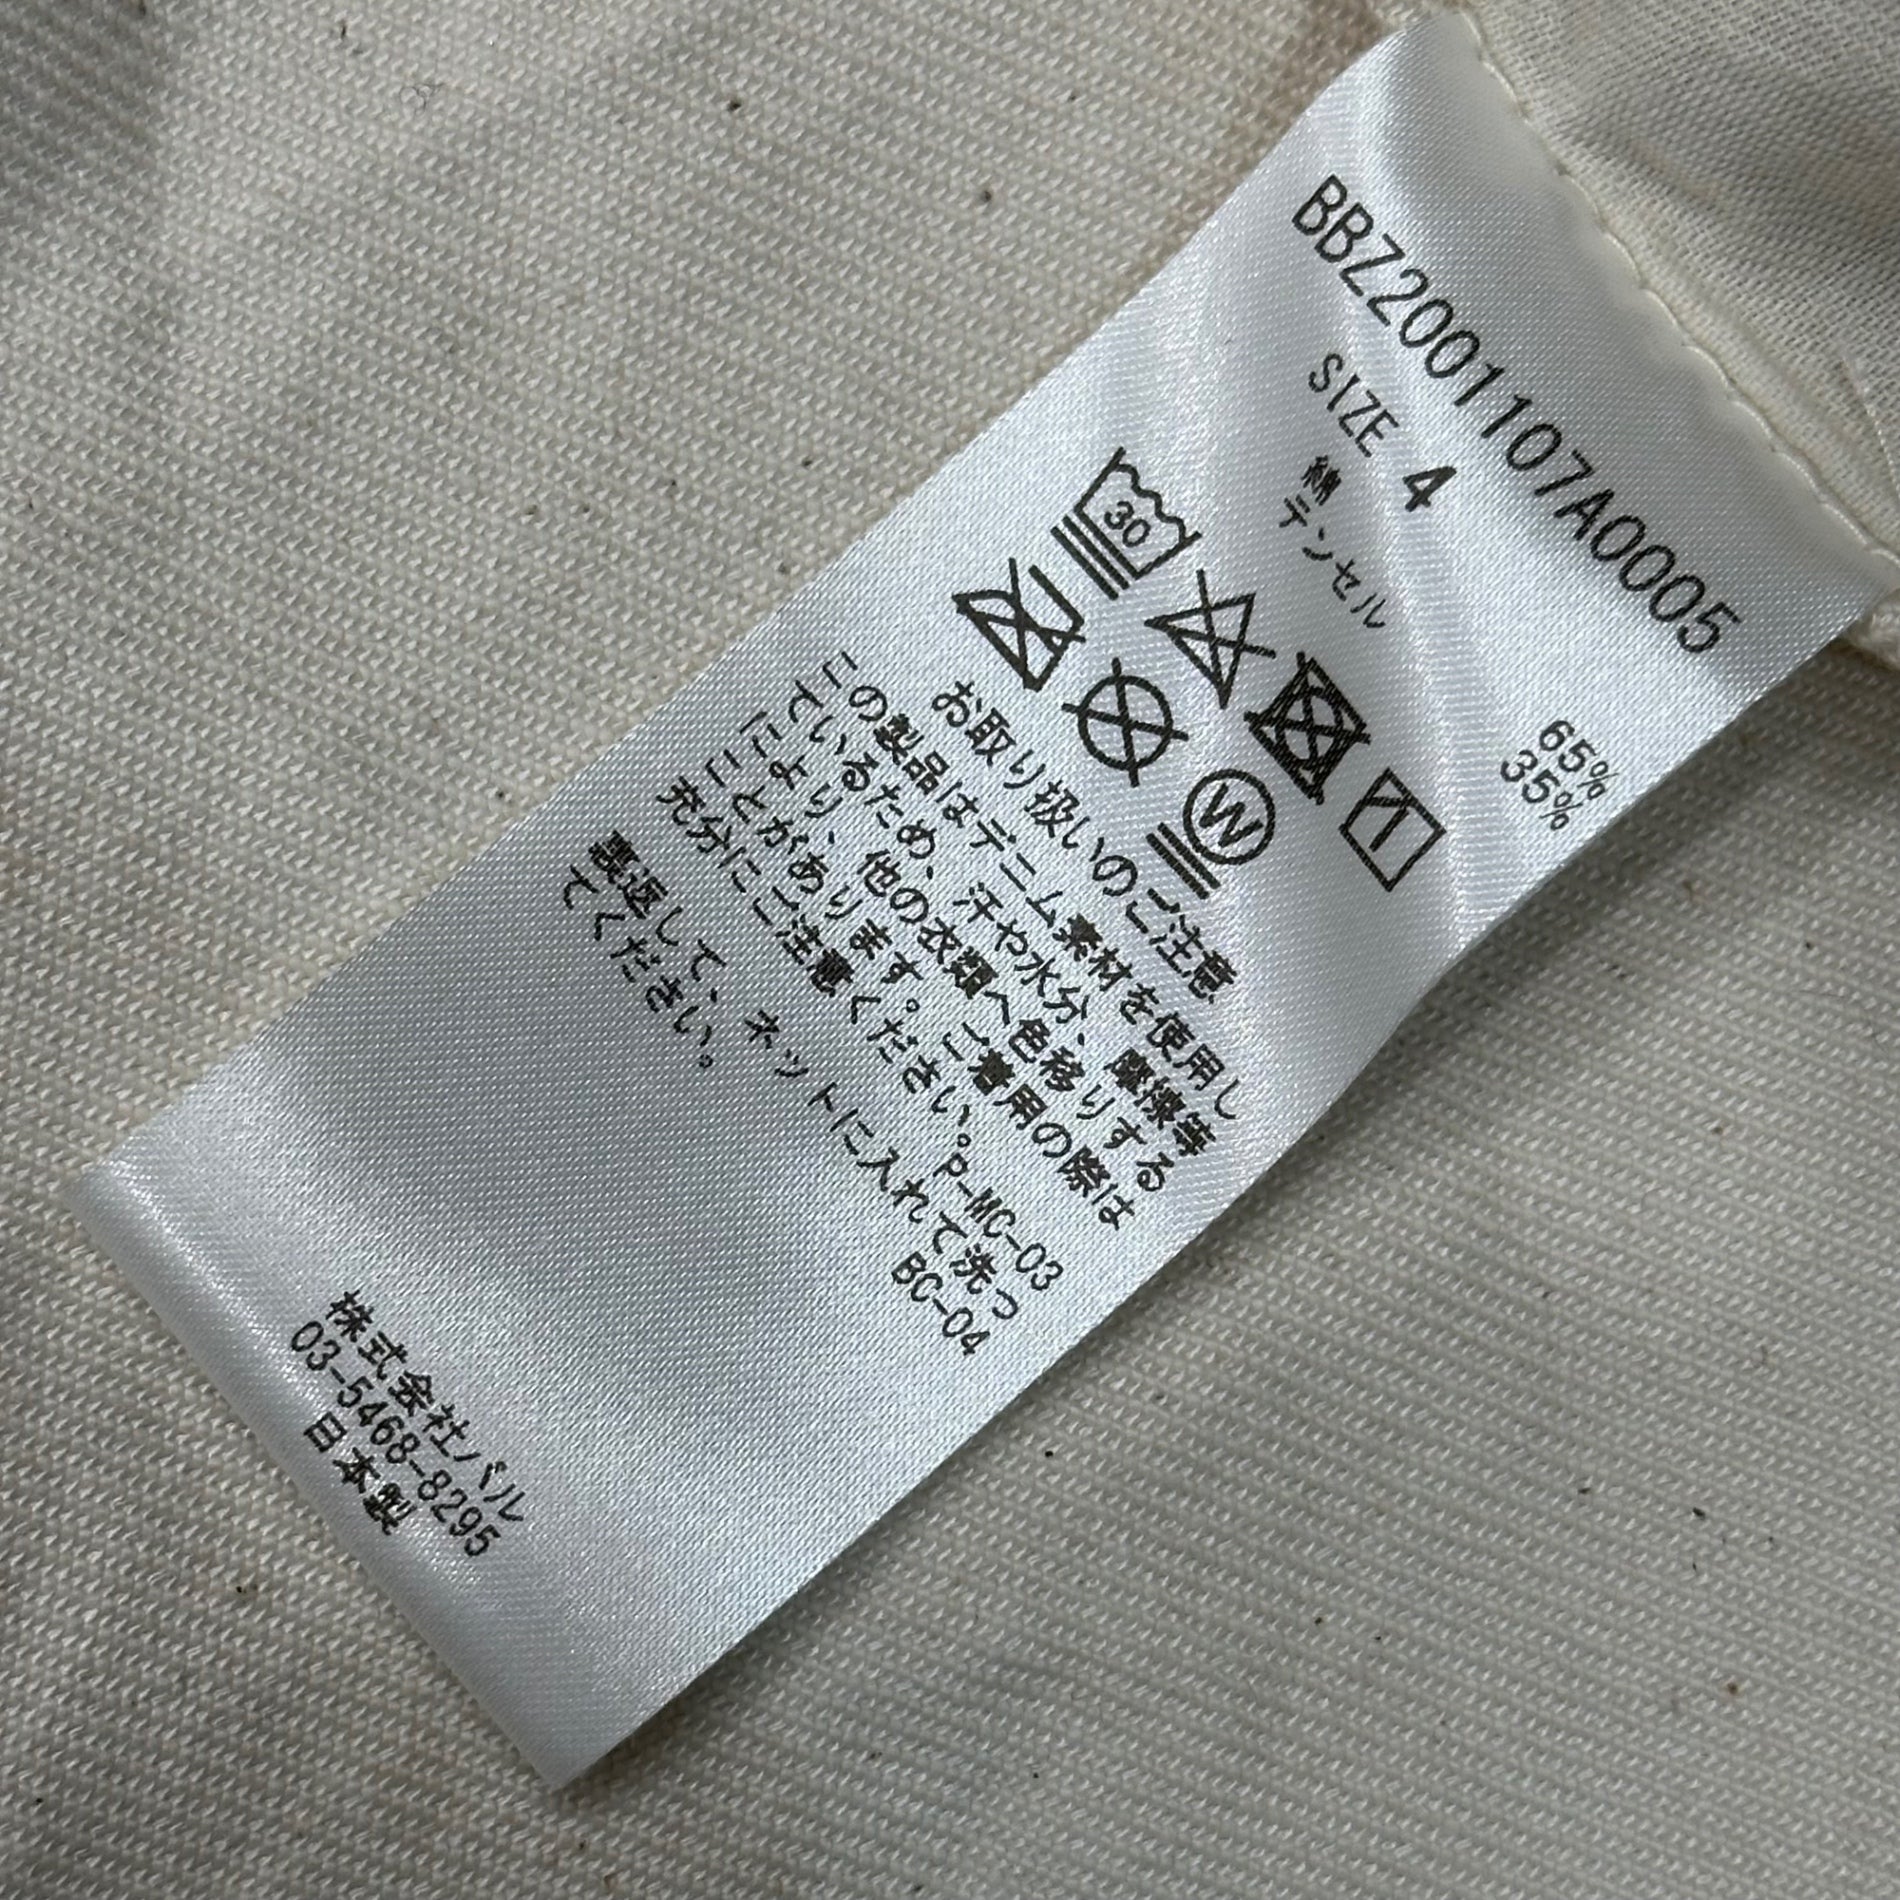 BBZ2001107A0005
SIZE 4
綿 65%
テンセル 35%
30
W
お取り扱いのご注意
この製品はデニム素材を使用し
ているため、汗や水分、摩擦等
により、他の衣類へ色移りする
ことがあります。ご着用の際は
充分にご注意ください。P-MC-03
裏返して、ネットに入れて洗っ
てください。 BC-04
株式会社バル
03-5468-8295
日本製